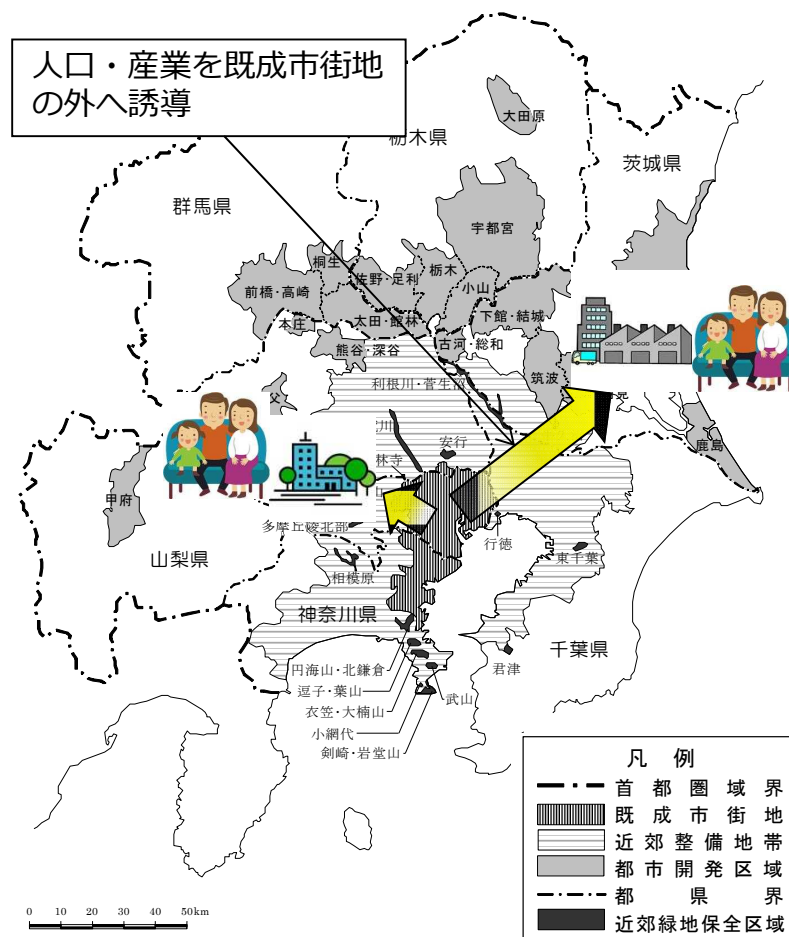 人口・産業を既成市街地
の外へ誘導
大田原
栃木県
茨城県
群馬県
宇都宮
桐生
佐野・足利
栃木
小山
前橋・高崎
本庄
太田・館林
下館・結城
古河・総和
熊谷・深谷
筑波
利根川・菅生沼
父
川
安行
林寺
見
鹿島
甲府
多摩丘陵北部
行徳
東千葉
山梨県
相模原
神奈川県
千葉県
君津
円海山・北鎌倉
逗子・葉山
武山
衣笠・大楠山
小網代
剣崎・岩堂山
凡例
首都圏域界
既成市街地
近郊整備地帯
都市開発区域
都県界
近郊緑地保全区域
0 10 20 30 40 50km